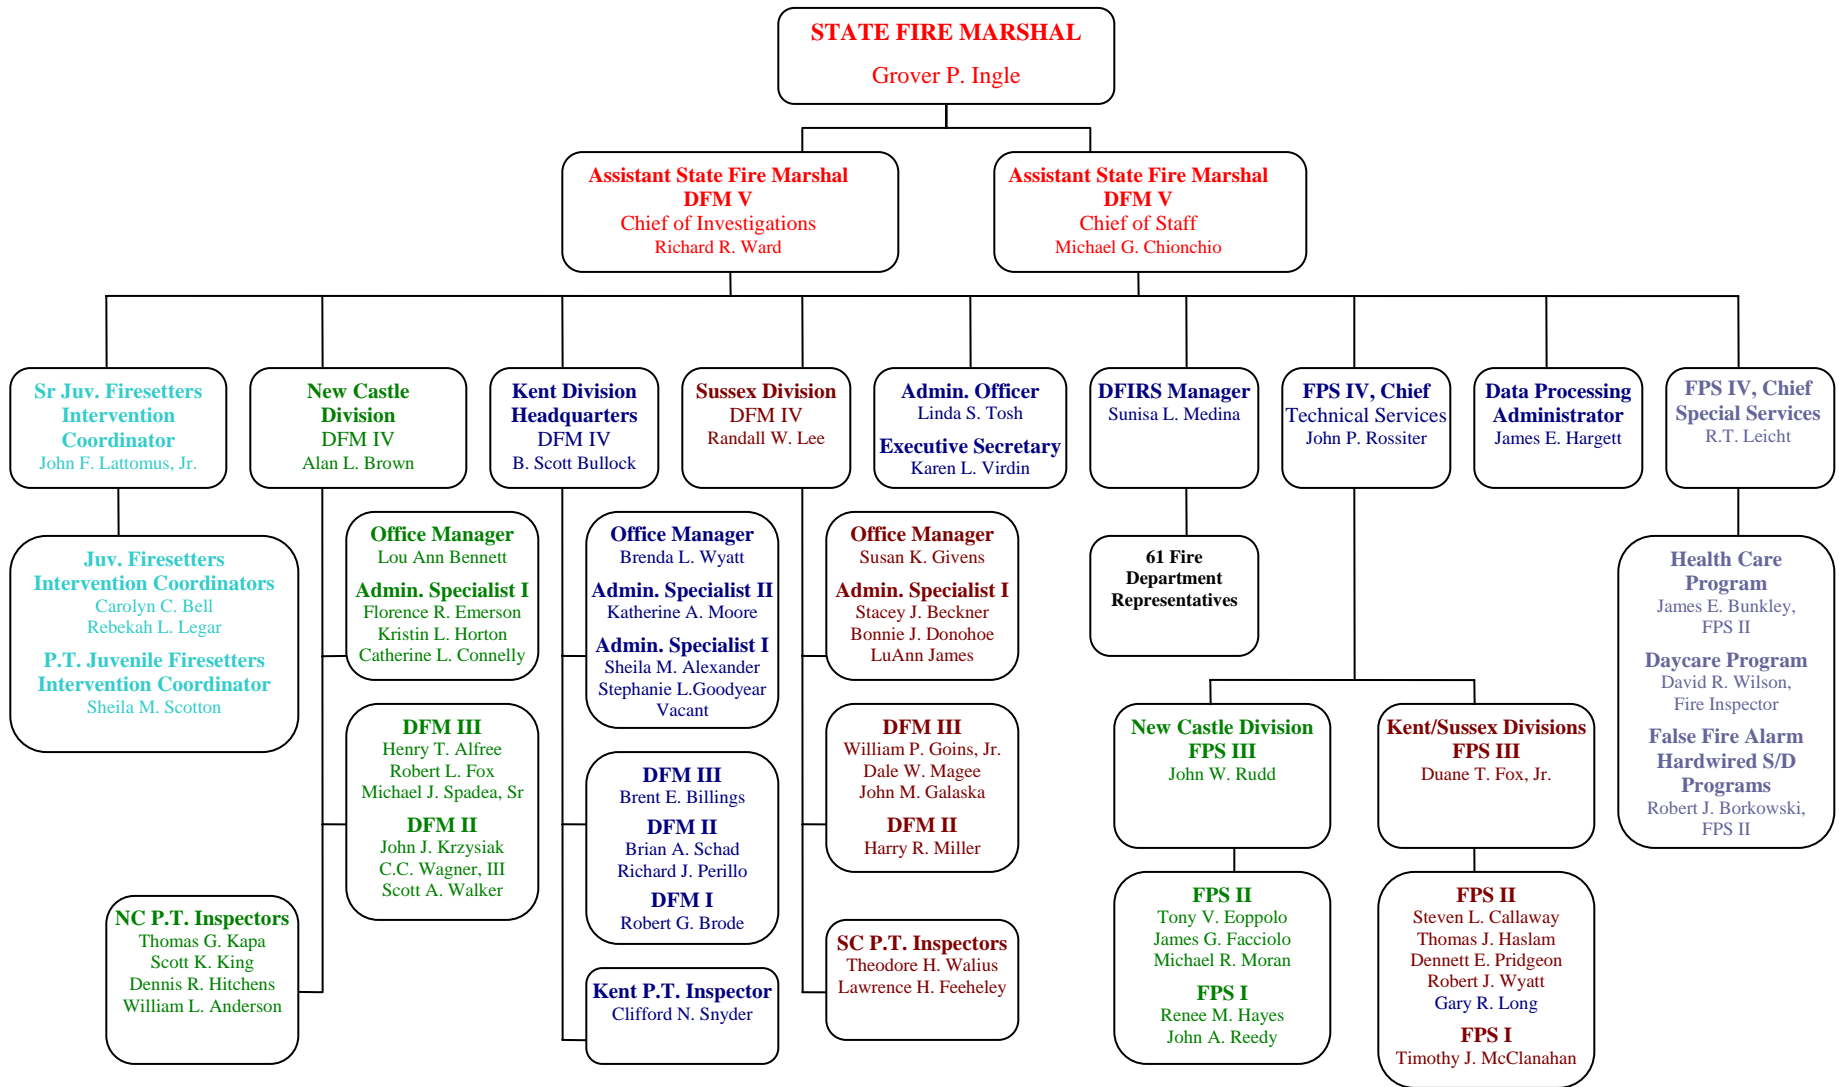 STATE FIRE MARSHAL
Grover P. Ingle
Assistant State Fire Marshal
DFM V
Chief of Investigations
Richard R. Ward
Assistant State Fire Marshal
DFM V
Chief of Staff
Michael G. Chionchio
Sr Juv. Firesetters
Intervention
Coordinator
John F. Lattomus, Jr.
New Castle
Division
DFM IV
Alan L. Brown
Kent Division
Headquarters
DFM IV
B. Scott Bullock
Sussex Division
DFM IV
Randall W. Lee
Admin. Officer
Linda S. Tosh
Executive Secretary
Karen L. Virdin
DFIRS Manager
Sunisa L. Medina
FPS IV, Chief
Technical Services
John P. Rossiter
Data Processing
Administrator
James E. Hargett
FPS IV, Chief
Special Services
R.T. Leicht
Juv. Firesetters
Intervention Coordinators
Carolyn C. Bell
Rebekah L. Legar
P.T. Juvenile Firesetters
Intervention Coordinator
Sheila M. Scotton
Office Manager
Lou Ann Bennett
Admin. Specialist I
Florence R. Emerson
Kristin L. Horton
Catherine L. Connelly
DFM III
Henry T. Alfree
Robert L. Fox
Michael J. Spadea, Sr
DFM II
John J. Krzysiak
C.C. Wagner, III
Scott A. Walker
NC P.T. Inspectors
Thomas G. Kapa
Scott K. King
Dennis R. Hitchens
William L. Anderson
Office Manager
Brenda L. Wyatt
Admin. Specialist II
Katherine A. Moore
Admin. Specialist I
Sheila M. Alexander
Stephanie L.Goodyear
Vacant
DFM III
Brent E. Billings
DFM II
Brian A. Schad
Richard J. Perillo
DFM I
Robert G. Brode
Kent P.T. Inspector
Clifford N. Snyder
Office Manager
Susan K. Givens
Admin. Specialist I
Stacey J. Beckner
Bonnie J. Donohoe
LuAnn James
DFM III
William P. Goins, Jr.
Dale W. Magee
John M. Galaska
DFM II
Harry R. Miller
SC P.T. Inspectors
Theodore H. Walius
Lawrence H. Feeheley
61 Fire
Department
Representatives
New Castle Division
FPS III
John W. Rudd
FPS II
Tony V. Eoppolo
James G. Facciolo
Michael R. Moran
FPS I
Renee M. Hayes
John A. Reedy
Kent/Sussex Divisions
FPS III
Duane T. Fox, Jr.
FPS II
Steven L. Callaway
Thomas J. Haslam
Dennett E. Pridgeon
Robert J. Wyatt
Gary R. Long
FPS I
Timothy J. McClanahan
Health Care
Program
James E. Bunkley,
FPS II
Daycare Program
David R. Wilson,
Fire Inspector
False Fire Alarm
Hardwired S/D
Programs
Robert J. Borkowski,
FPS II